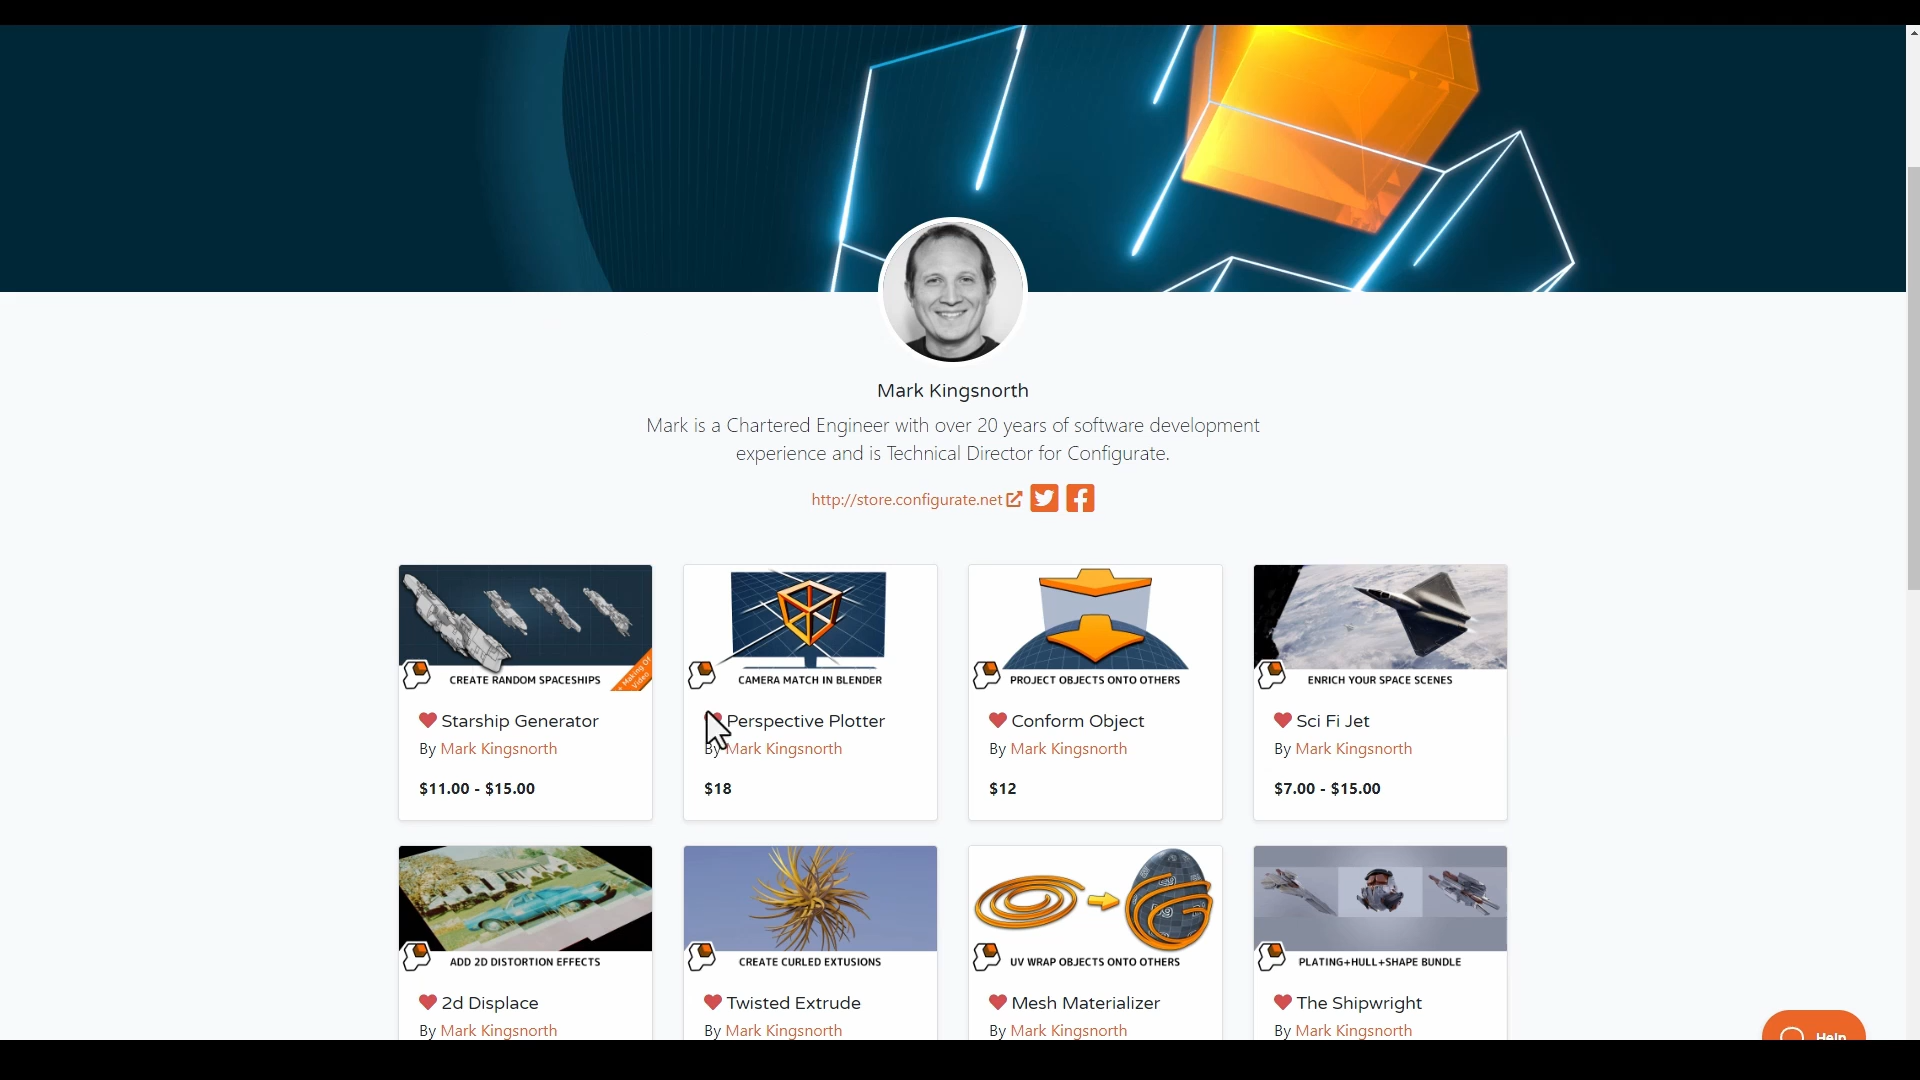 Mark Kingsnorth
Mark is a Chartered Engineer with over 20 years of software development
experience and is Technical Director for Configurate.
http://store.configurate.net
CREATE RANDOM SPACESHIPS
+ Making Of
Video
Starship Generator
By Mark Kingsnorth
$11.00 - $15.00
CAMERA MATCH IN BLENDER
Perspective Plotter
By Mark Kingsnorth
$18
PROJECT OBJECTS ONTO OTHERS
Conform Object
By Mark Kingsnorth
$12
ENRICH YOUR SPACE SCENES
Sci Fi Jet
By Mark Kingsnorth
$7.00 - $15.00
ADD 2D DISTORTION EFFECTS
2d Displace
By Mark Kingsnorth
CREATE CURLED EXTUSIONS
Twisted Extrude
By Mark Kingsnorth
UV WRAP OBJECTS ONTO OTHERS
Mesh Materializer
By Mark Kingsnorth
PLATING+HULL+SHAPE BUNDLE
The Shipwright
By Mark Kingsnorth
Help